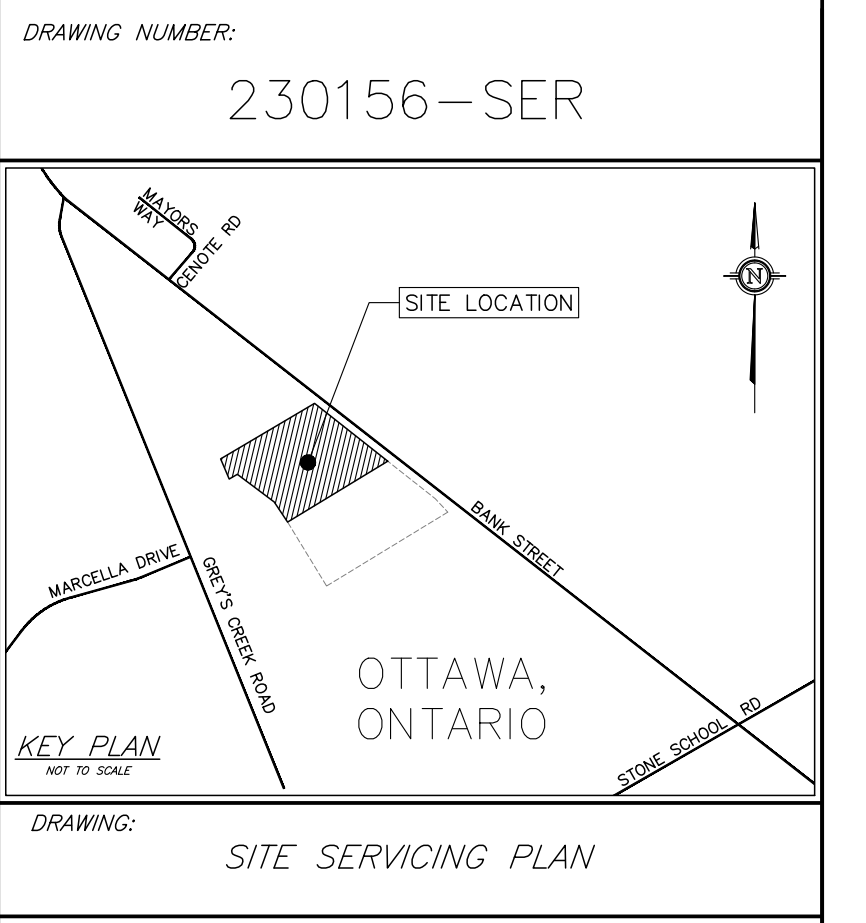 DRAWING NUMBER:
230156-SER
MAYORS
WAY
CENOTE RD
N
SITE LOCATION
BANK STREET
MARCELLA DRIVE
GREY'S CREEK ROAD
OTTAWA,
ONTARIO
STONE SCHOOL RD
KEY PLAN
NOT TO SCALE
DRAWING:
SITE SERVICING PLAN